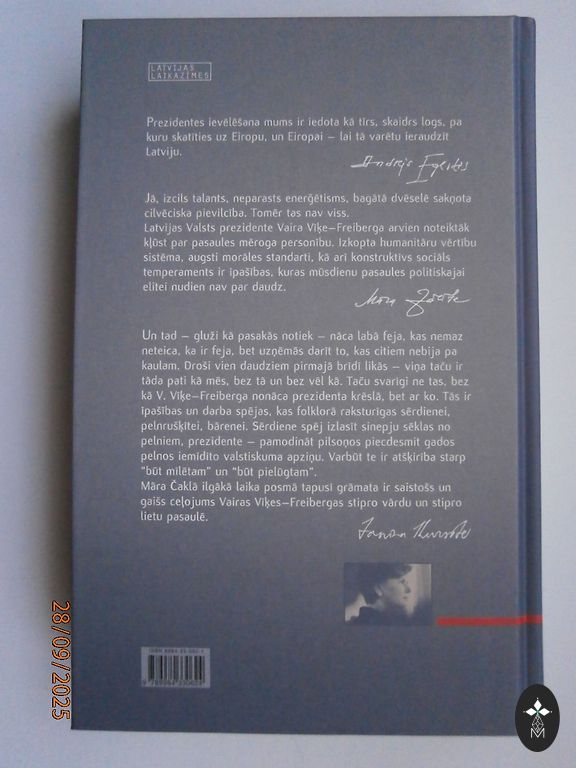 LATVIJAS
LAIKAZĪMES
Prezidentes ievēlēšana mums ir iedota kā tīrs, skaidrs logs, pa
kuru skatīties uz Eiropu, un Eiropai – lai tā varētu ieraudzīt
Latviju.
Jā, izcils talants, neparasts enerģētisms, bagātā dvēselē sakņota
cilvēciska pievilcība. Tomēr tas nav viss.
Latvijas Valsts prezidente Vaira Vīķe–Freiberga arvien noteiktāk
kļūst par pasaules mēroga personību. Izkopta humanitāru vērtību
sistēma, augsti morāles standarti, kā arī konstruktīvs sociāls
temperaments ir īpašības, kuras mūsdienu pasaules politiskajai
elitei nudien nav par daudz.
Un tad – gluži kā pasakās notiek – nāca labā feja, kas nemaz
neteica, ka ir feja, bet uzņēmās darīt to, kas citiem nebija pa
kaulam. Droši vien daudziem pirmajā brīdī likās – viņa taču ir
tāda pati kā mēs, bez tā un bez vēl kā. Taču svarīgi ne tas, bez
kā V. Vīķe–Freiberga nonāca prezidenta krēslā, bet ar ko. Tās ir
īpašības un darba spējas, kas folklorā raksturīgas sērdienei,
pelnrušķītei, bārenei. Sērdiene spēj izlasīt sinepju sēklas no
pelniem, prezidente – pamodināt pilsoņos piecdesmit gados
pelnos iemidīto valstiskuma apziņu. Varbūt te ir atšķirība starp
"būt mīlētam" un "būt pielūgtam".
Māra Čaklā ilgākā laika posmā tapusī grāmata ir saistošs un
gaišs ceļojums Vairas Vīķes–Freibergas stipro vārdu un stipro
lietu pasaulē.
28/09/2025
M